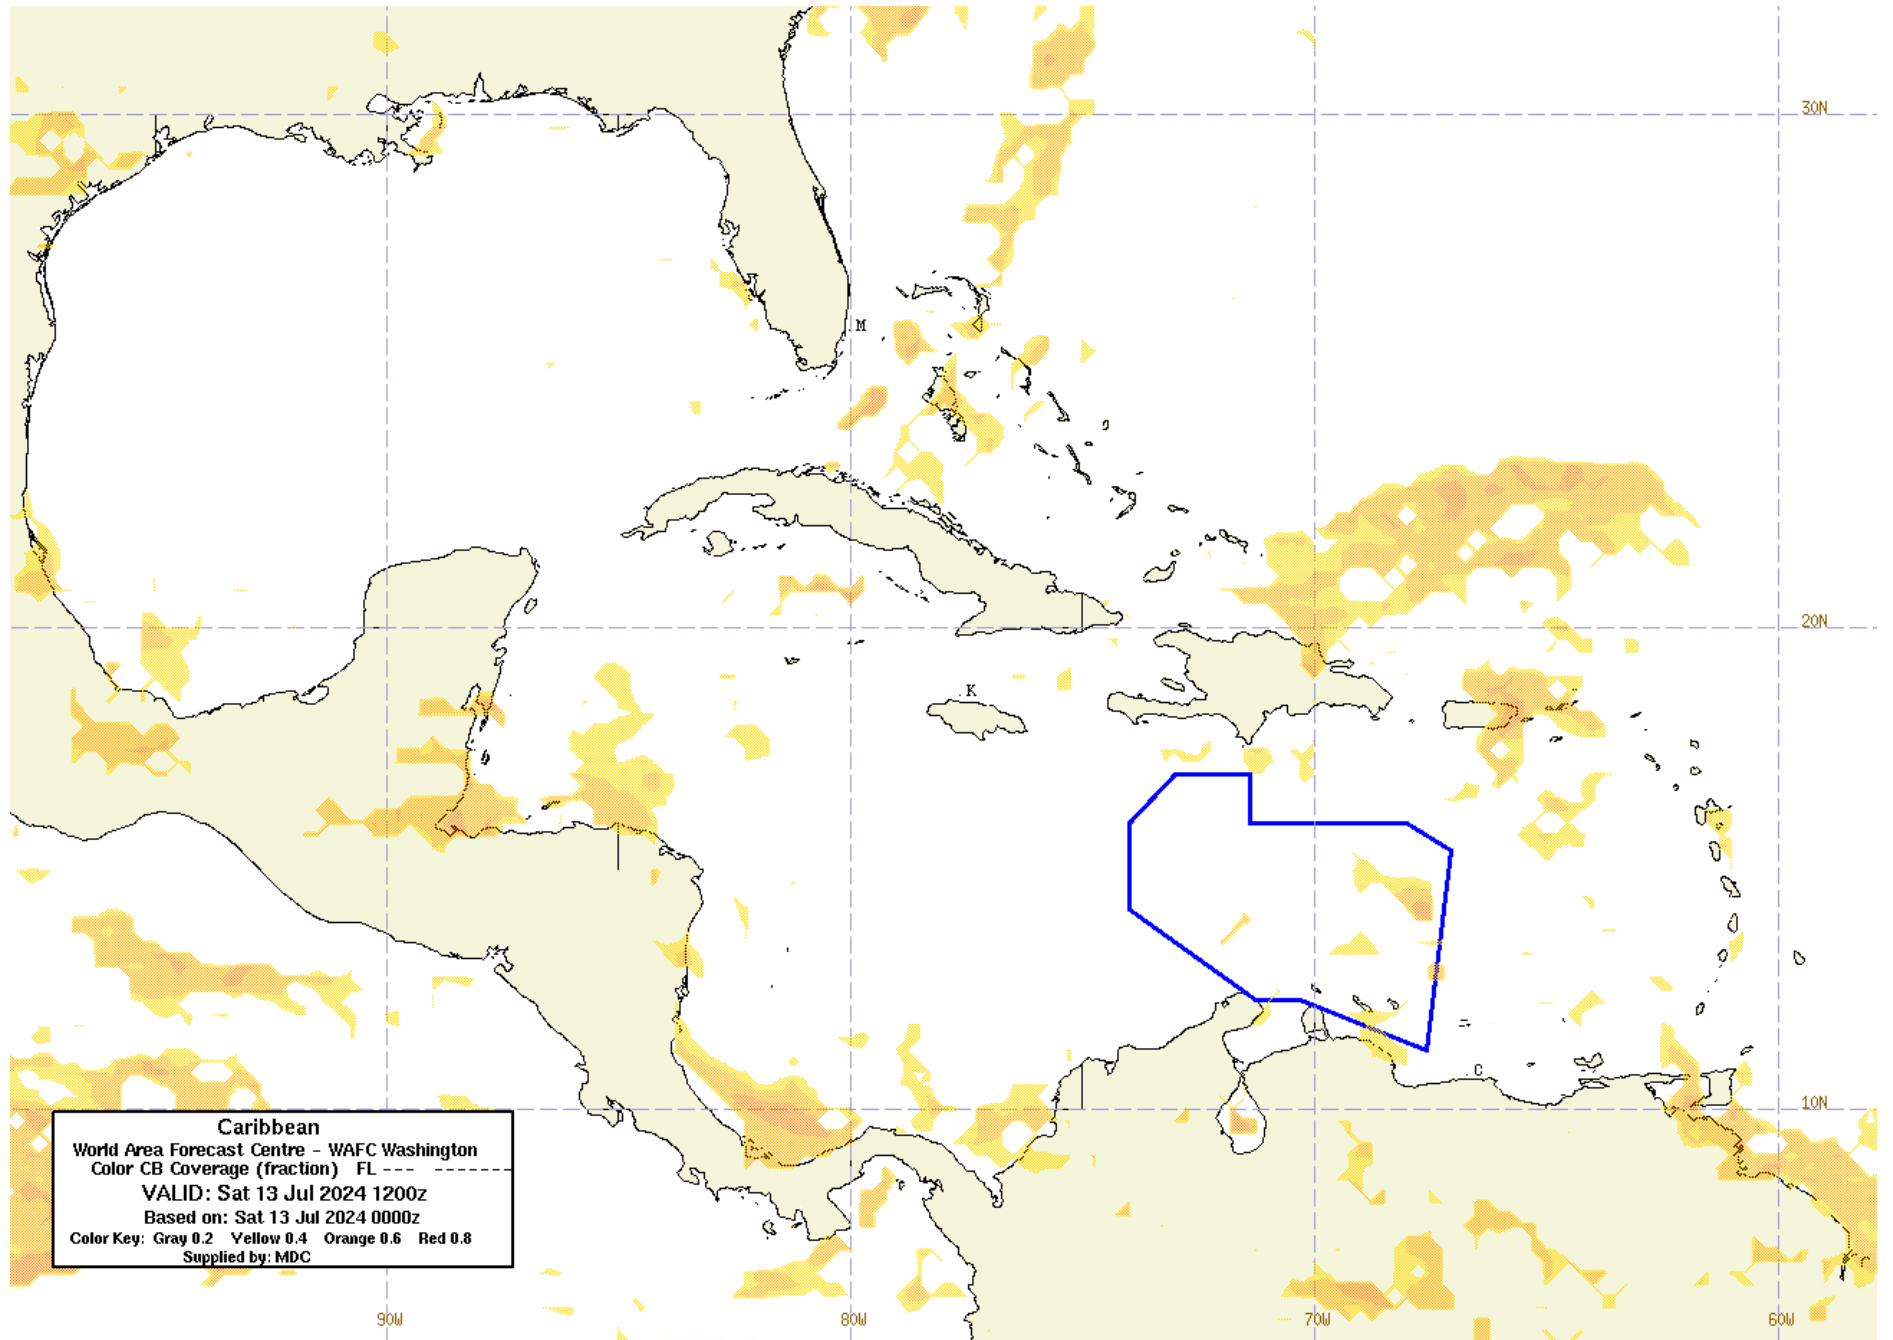 30N
M
20N
K
C
10N
Caribbean
World Area Forecast Centre - WAFC Washington
Color CB Coverage (fraction) FL --- --------
VALID: Sat 13 Jul 2024 1200z
Based on: Sat 13 Jul 2024 0000z
Color Key: Gray 0.2 Yellow 0.4 Orange 0.6 Red 0.8
Supplied by: MDC
90W 80W 70W 60W